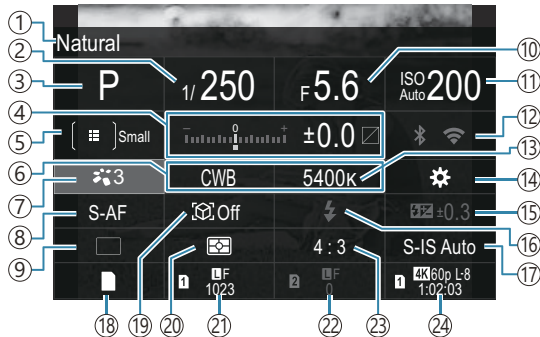 ① Natural
② ③ P 1/250 F5.6 ISO Auto 200 ⑩ ⑪
④ ⑤ Small − 0 + ±0.0 ⑫
⑥ ⑦ 3 CWB 5400K ⑬ ⑭
⑧ S-AF Off ±0.3 ⑮ ⑯
⑨ 4:3 S-IS Auto ⑰
1 LF 1023 2 LF 0 1 4K 60p L-8 1:02:03
⑱ ⑲ ⑳ ㉑ ㉒ ㉓ ㉔